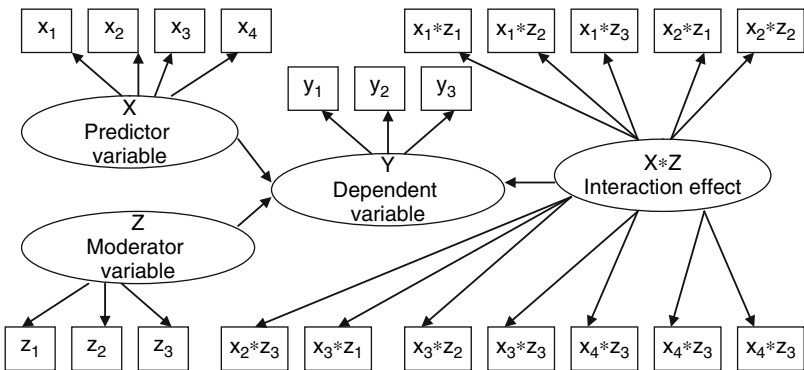 x₁
x₂
x₃
x₄
x₁*z₁
x₁*z₂
x₁*z₃
x₂*z₁
x₂*z₂
y₁
y₂
y₃
X
Predictor
variable
Y
Dependent
variable
X*Z
Interaction effect
Z
Moderator
variable
z₁
z₂
z₃
x₂*z₃
x₃*z₁
x₃*z₂
x₃*z₃
x₄*z₃
x₄*z₃
x₄*z₃